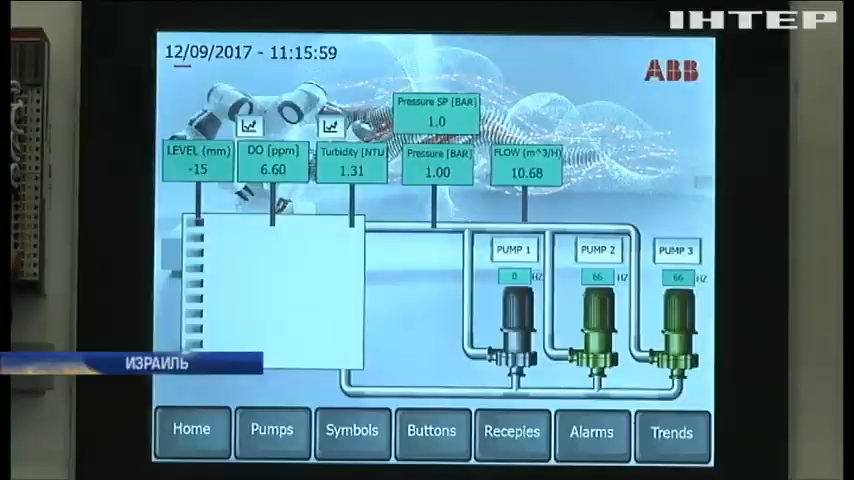 ІНТЕР
12/09/2017 - 11:15:59
ABB
Pressure SP [BAR]
1.0
LEVEL (mm)
-15
DO [ppm]
6.60
Turbidity [NTU]
1.31
Pressure [BAR]
1.00
FLOW (m^3/H)
10.68
PUMP 1
PUMP 2
PUMP 3
0 HZ
66 HZ
66 HZ
ИЗРАИЛЬ
Home
Pumps
Symbols
Buttons
Recepies
Alarms
Trends